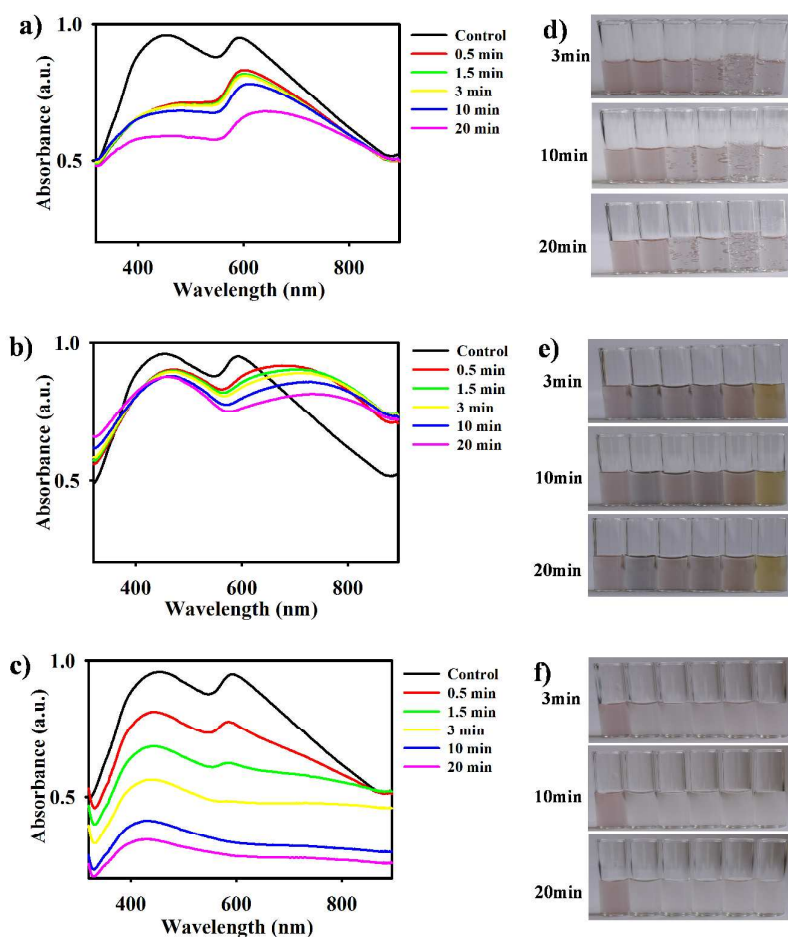 a)
Absorbance (a.u.)
1.0
0.5
400 600 800
Wavelength (nm)
Control
0.5 min
1.5 min
3 min
10 min
20 min
d)
3min
10min
20min
b)
Absorbance (a.u.)
1.0
0.5
400 600 800
Wavelength (nm)
Control
0.5 min
1.5 min
3 min
10 min
20 min
e)
3min
10min
20min
c)
Absorbance (a.u.)
1.0
0.5
400 600 800
Wavelength (nm)
Control
0.5 min
1.5 min
3 min
10 min
20 min
f)
3min
10min
20min